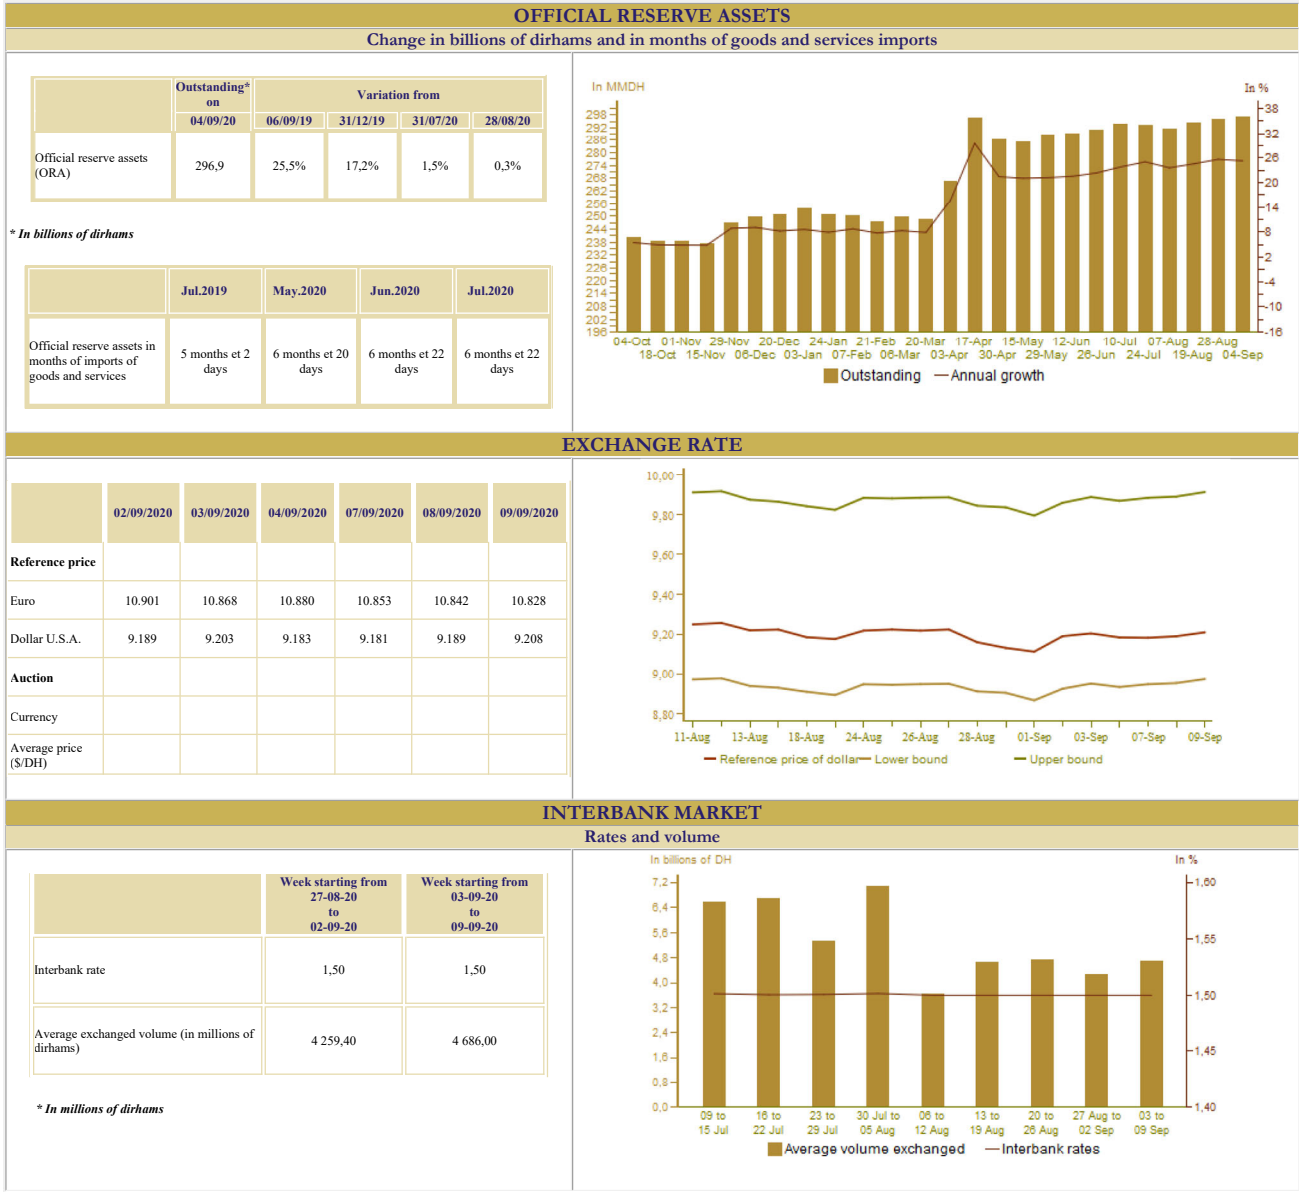 OFFICIAL RESERVE ASSETS
Change in billions of dirhams and in months of goods and services imports
Outstanding* on Variation from
04/09/20 06/09/19 31/12/19 31/07/20 28/08/20
Official reserve assets (ORA) 296,9 25,5% 17,2% 1,5% 0,3%
* In billions of dirhams
Jul.2019 May.2020 Jun.2020 Jul.2020
Official reserve assets in months of imports of goods and services 5 months et 2 days 6 months et 20 days 6 months et 22 days 6 months et 22 days
In MMDH
In %
298
292
286
280
274
268
262
256
250
244
238
232
226
220
214
208
202
196
38
32
26
20
14
8
2
-4
-10
-16
04-Oct 01-Nov 29-Nov 20-Dec 24-Jan 21-Feb 20-Mar 17-Apr 15-May 12-Jun 10-Jul 07-Aug 28-Aug
18-Oct 15-Nov 06-Dec 03-Jan 07-Feb 06-Mar 03-Apr 30-Apr 29-May 26-Jun 24-Jul 19-Aug 04-Sep
Outstanding Annual growth
EXCHANGE RATE
02/09/2020 03/09/2020 04/09/2020 07/09/2020 08/09/2020 09/09/2020
Reference price
Euro 10.901 10.868 10.880 10.853 10.842 10.828
Dollar U.S.A. 9.189 9.203 9.183 9.181 9.189 9.208
Auction
Currency
Average price ($/DH)
10,00
9,80
9,60
9,40
9,20
9,00
8,80
11-Aug 13-Aug 18-Aug 24-Aug 26-Aug 28-Aug 01-Sep 03-Sep 07-Sep 09-Sep
Reference price of dollar Lower bound Upper bound
INTERBANK MARKET
Rates and volume
Week starting from 27-08-20 to 02-09-20 Week starting from 03-09-20 to 09-09-20
Interbank rate 1,50 1,50
Average exchanged volume (in millions of dirhams) 4 259,40 4 686,00
* In millions of dirhams
In billions of DH
In %
7,2
6,4
5,6
4,8
4,0
3,2
2,4
1,6
0,8
0,0
1,60
1,55
1,50
1,45
1,40
09 to 16 to 23 to 30 Jul to 06 to 13 to 20 to 27 Aug to 03 to
15 Jul 22 Jul 29 Jul 05 Aug 12 Aug 19 Aug 26 Aug 02 Sep 09 Sep
Average volume exchanged Interbank rates